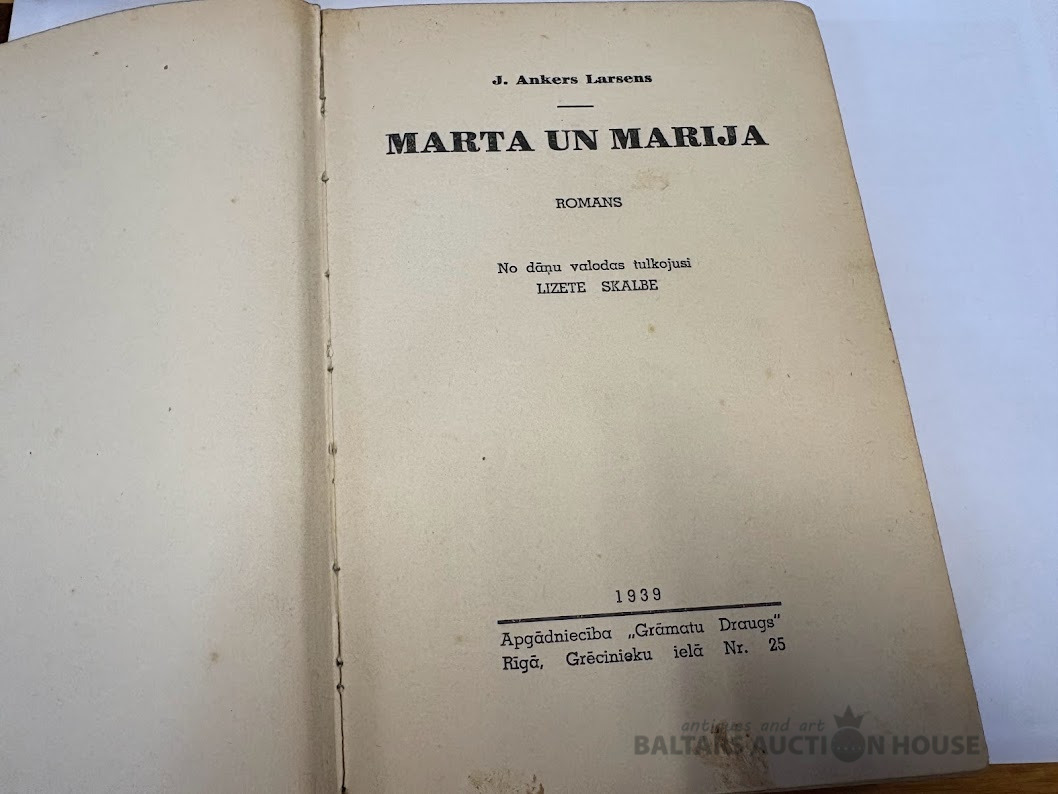 J. Ankers Larsens
MARTA UN MARIJA
ROMANS
No dāņu valodas tulkojusi
LIZETE SKALBE
1939
Apgādniecība „Grāmatu Draugs"
Rīgā, Grēcinieku ielā Nr. 25
antiques and art
BALTARS AUCTION HOUSE